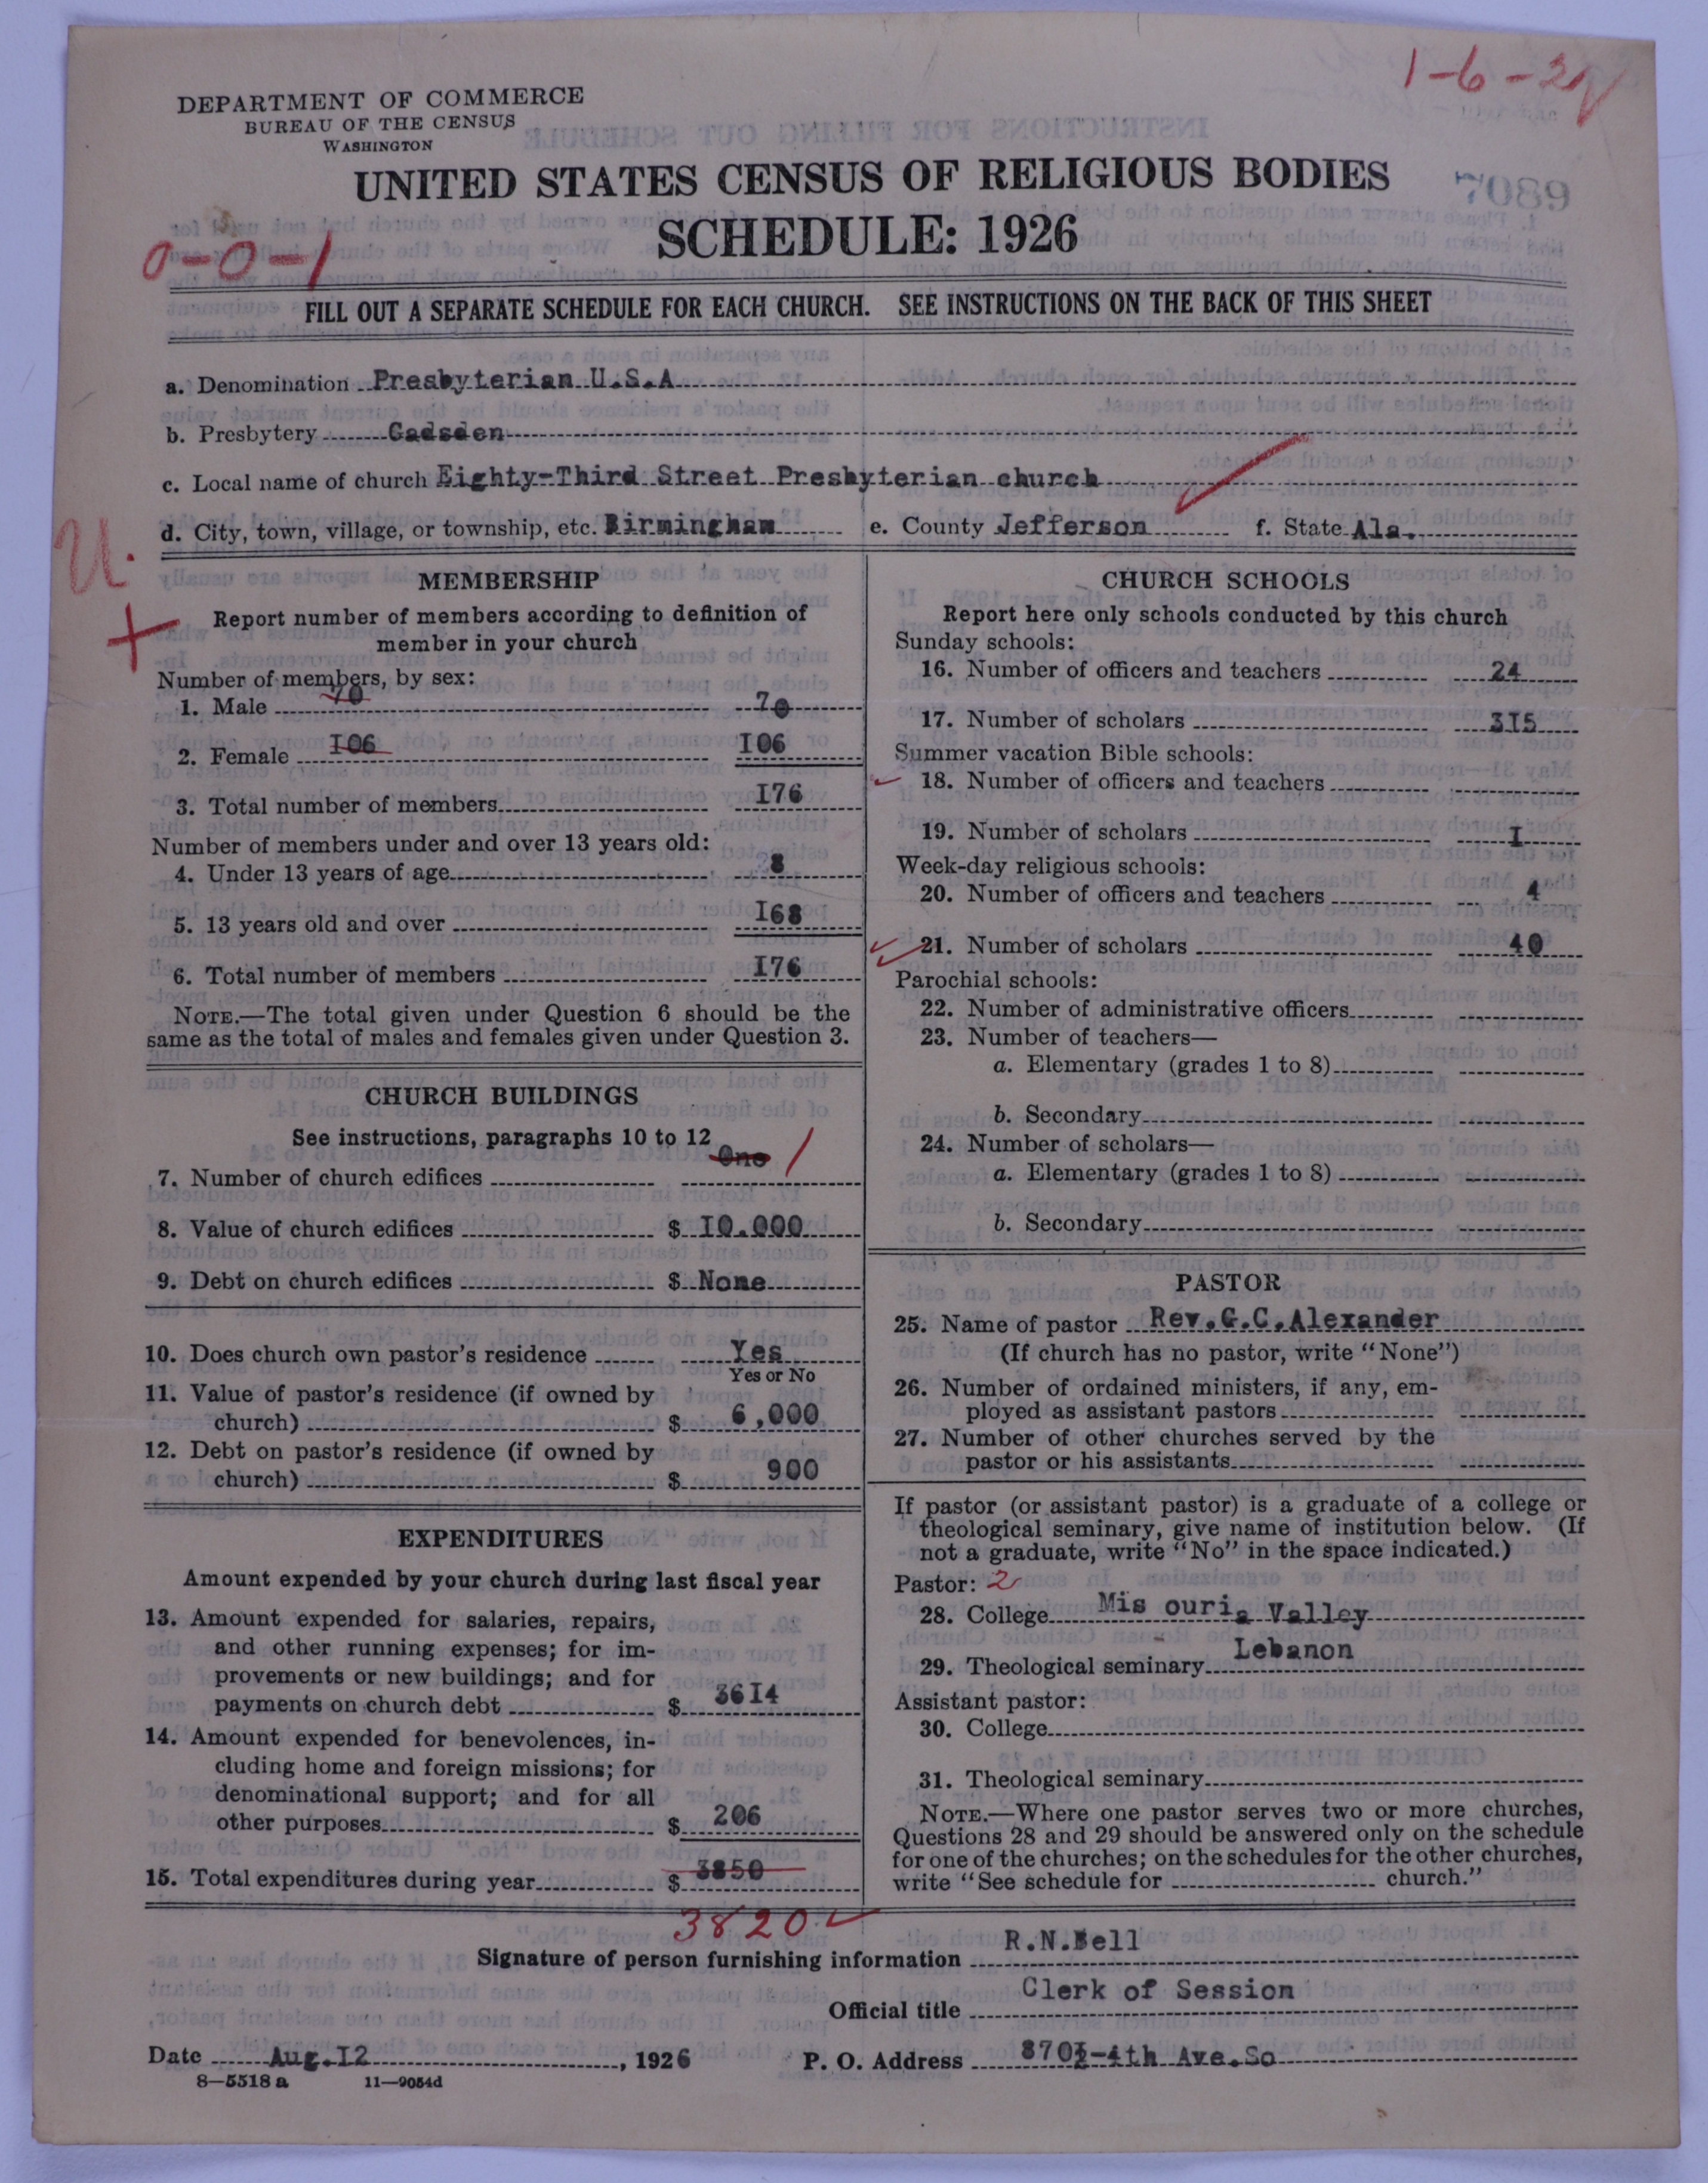 1-6-2
DEPARTMENT OF COMMERCE
BUREAU OF THE CENSUS
WASHINGTON
UNITED STATES CENSUS OF RELIGIOUS BODIES
7089
SCHEDULE: 1926
0-0-1
FILL OUT A SEPARATE SCHEDULE FOR EACH CHURCH. SEE INSTRUCTIONS ON THE BACK OF THIS SHEET
a. Denomination Presbyterian U.S.A
b. Presbytery Gadsden
c. Local name of church Eighty-Third Street Presbyterian church
d. City, town, village, or township, etc. Birmingham e. County Jefferson f. State Ala.
U.
MEMBERSHIP
Report number of members according to definition of
member in your church
Number of members, by sex:
1. Male 70 70
2. Female I06 I06
3. Total number of members I76
Number of members under and over 13 years old:
4. Under 13 years of age 8
5. 13 years old and over I68
6. Total number of members I76
NOTE.—The total given under Question 6 should be the
same as the total of males and females given under Question 3.
CHURCH BUILDINGS
See instructions, paragraphs 10 to 12
7. Number of church edifices One 1
8. Value of church edifices $ I0.000
9. Debt on church edifices $ None
10. Does church own pastor's residence Yes
Yes or No
11. Value of pastor's residence (if owned by
church) $ 6,000
12. Debt on pastor's residence (if owned by
church) $ 900
EXPENDITURES
Amount expended by your church during last fiscal year
13. Amount expended for salaries, repairs,
and other running expenses; for im-
provements or new buildings; and for
payments on church debt $ 36I4
14. Amount expended for benevolences, in-
cluding home and foreign missions; for
denominational support; and for all
other purposes $ 206
15. Total expenditures during year $ 3850
3820
CHURCH SCHOOLS
Report here only schools conducted by this church
Sunday schools:
16. Number of officers and teachers 24
17. Number of scholars 3I5
Summer vacation Bible schools:
18. Number of officers and teachers
19. Number of scholars I
Week-day religious schools:
20. Number of officers and teachers 4
21. Number of scholars 40
Parochial schools:
22. Number of administrative officers
23. Number of teachers—
a. Elementary (grades 1 to 8)
b. Secondary
24. Number of scholars—
a. Elementary (grades 1 to 8)
b. Secondary
PASTOR
25. Name of pastor Rev.G.C.Alexander
(If church has no pastor, write "None")
26. Number of ordained ministers, if any, em-
ployed as assistant pastors
27. Number of other churches served by the
pastor or his assistants
If pastor (or assistant pastor) is a graduate of a college or
theological seminary, give name of institution below. (If
not a graduate, write "No" in the space indicated.)
Pastor: 2
28. College Mis ouri Valley
29. Theological seminary Lebanon
Assistant pastor:
30. College
31. Theological seminary
NOTE.—Where one pastor serves two or more churches,
Questions 28 and 29 should be answered only on the schedule
for one of the churches; on the schedules for the other churches,
write "See schedule for church."
Signature of person furnishing information R.N.Bell
Official title Clerk of Session
Date Aug.I2, 1926 P. O. Address 4th Ave.So
8—5518 a 11—9054d